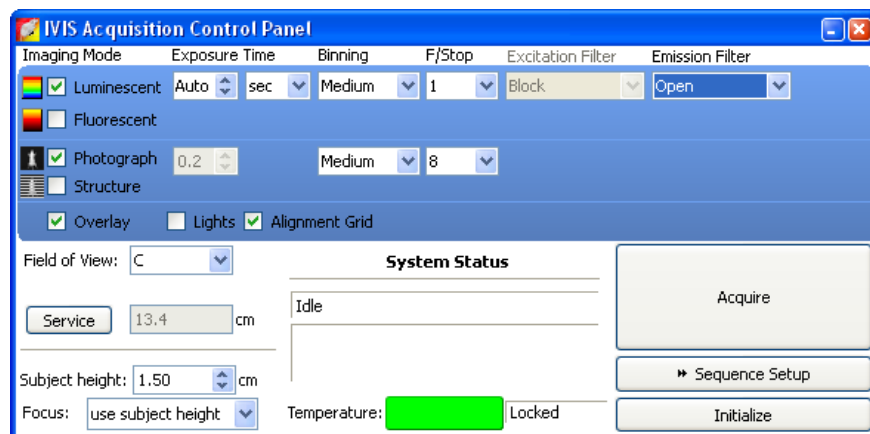 IVIS Acquisition Control Panel
Imaging Mode Exposure Time Binning F/Stop Excitation Filter Emission Filter
Luminescent Auto sec Medium 1 Block Open
Fluorescent
Photograph 0.2 Medium 8
Structure
Overlay Lights Alignment Grid
Field of View: C System Status
Idle Acquire
Service 13.4 cm
Subject height: 1.50 cm Sequence Setup
Focus: use subject height Temperature: Locked Initialize